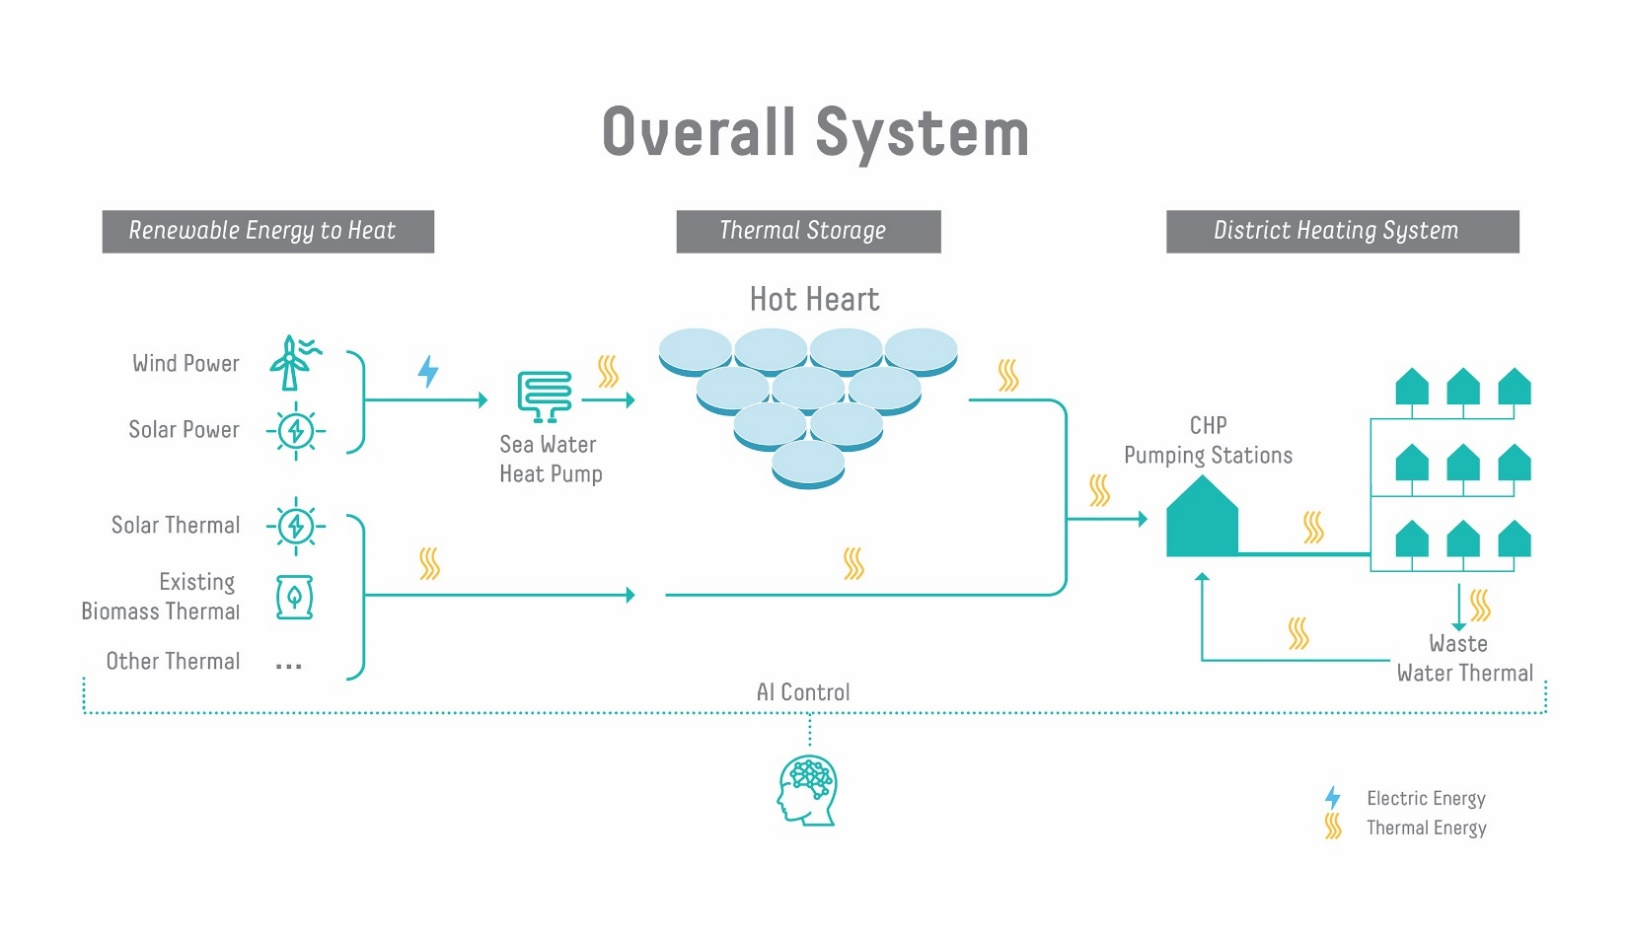 Overall System
Renewable Energy to Heat
Thermal Storage
District Heating System
Hot Heart
Wind Power
Solar Power
Sea Water
Heat Pump
CHP
Pumping Stations
Solar Thermal
Existing
Biomass Thermal
Other Thermal ...
Waste
Water Thermal
AI Control
Electric Energy
Thermal Energy